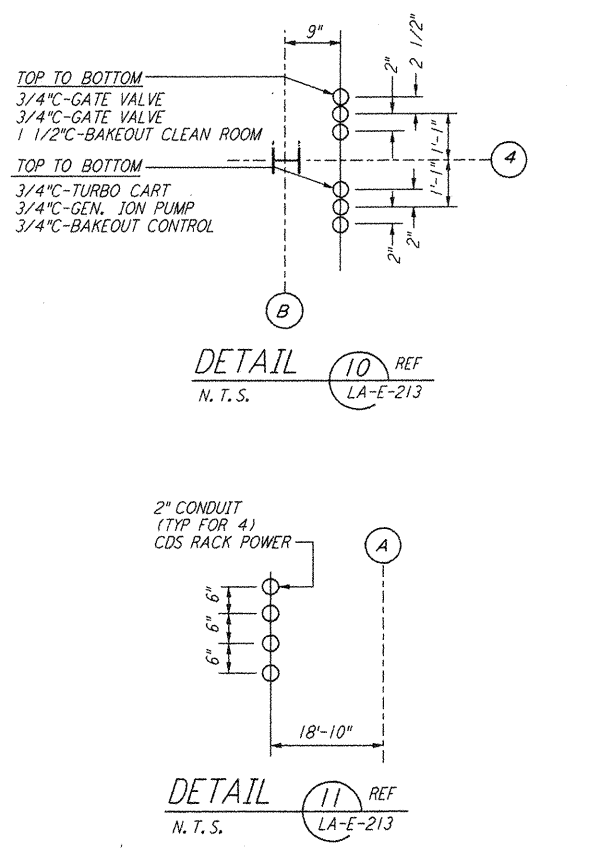 9"
2 1/2"
2"
TOP TO BOTTOM
3/4"C-GATE VALVE
3/4"C-GATE VALVE
1 1/2"C-BAKEOUT CLEAN ROOM
1'-1"
4
TOP TO BOTTOM
1'-1"
3/4"C-TURBO CART
3/4"C-GEN. ION PUMP
3/4"C-BAKEOUT CONTROL
2"
2"
B
DETAIL 10 REF
N.T.S. LA-E-213
2" CONDUIT
(TYP FOR 4)
CDS RACK POWER
A
6"
6"
6"
18'-10"
DETAIL 11 REF
N.T.S. LA-E-213